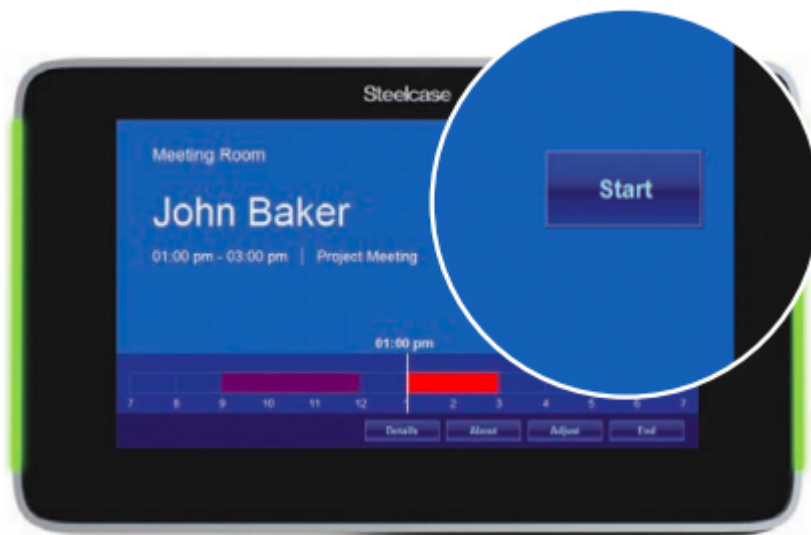 Steelcase
Meeting Room
Start
John Baker
01:00 pm - 03:00 pm | Project Meeting
01:00 pm
7 8 9 10 11 12 1 2 3 4 5 6 7
Details About Adjust End